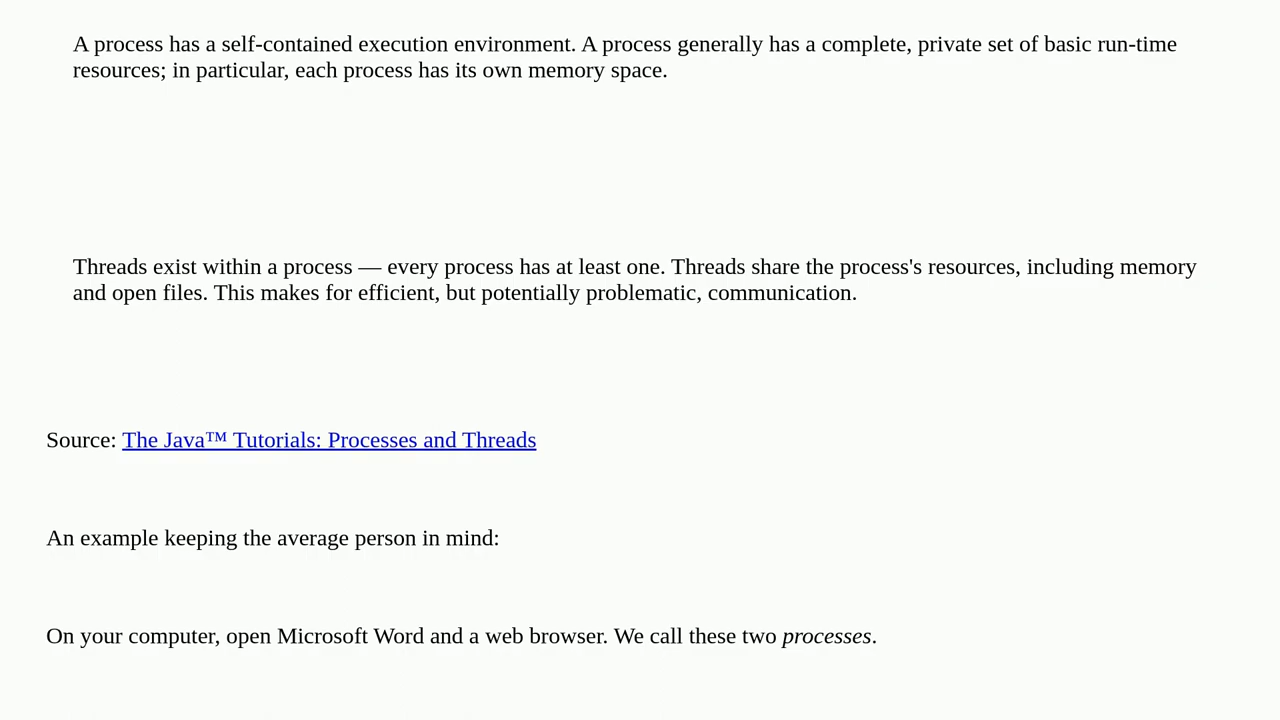 A process has a self-contained execution environment. A process generally has a complete, private set of basic run-time
resources; in particular, each process has its own memory space.
Threads exist within a process — every process has at least one. Threads share the process's resources, including memory
and open files. This makes for efficient, but potentially problematic, communication.
Source: The Java™ Tutorials: Processes and Threads
An example keeping the average person in mind:
On your computer, open Microsoft Word and a web browser. We call these two processes.